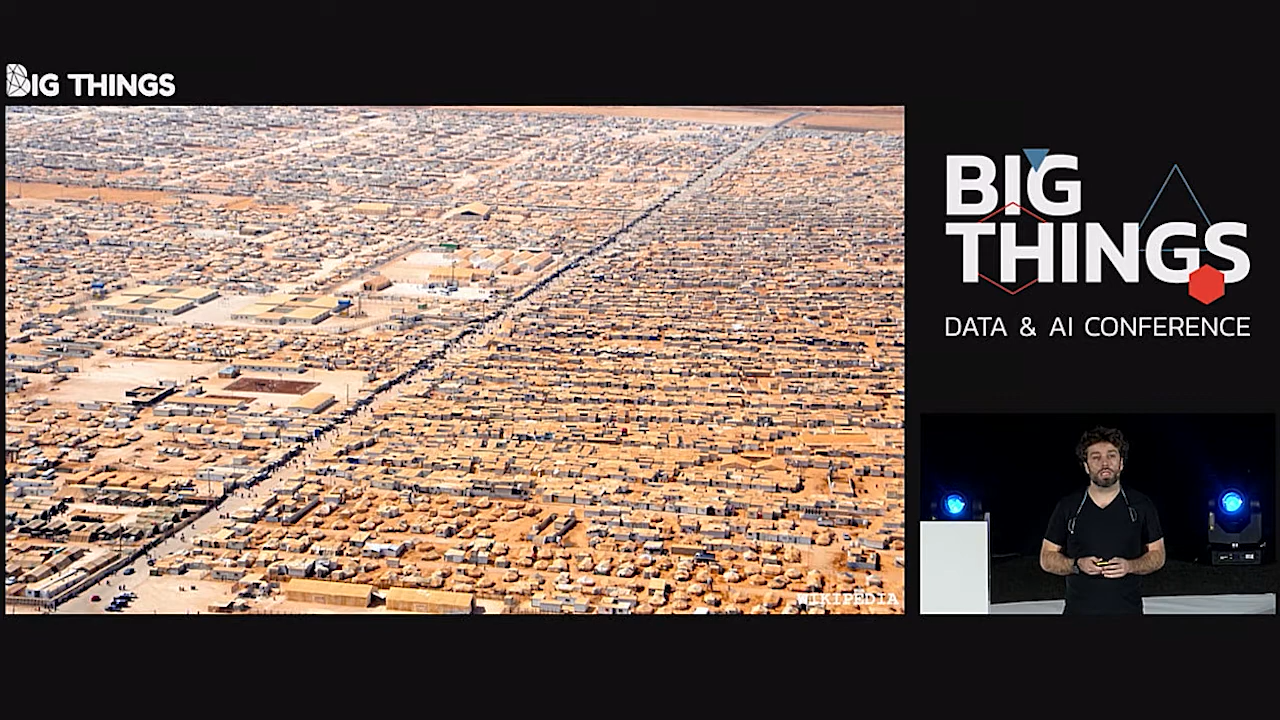 BIG THINGS
WIKIPEDIA
BIG
THINGS
DATA & AI CONFERENCE